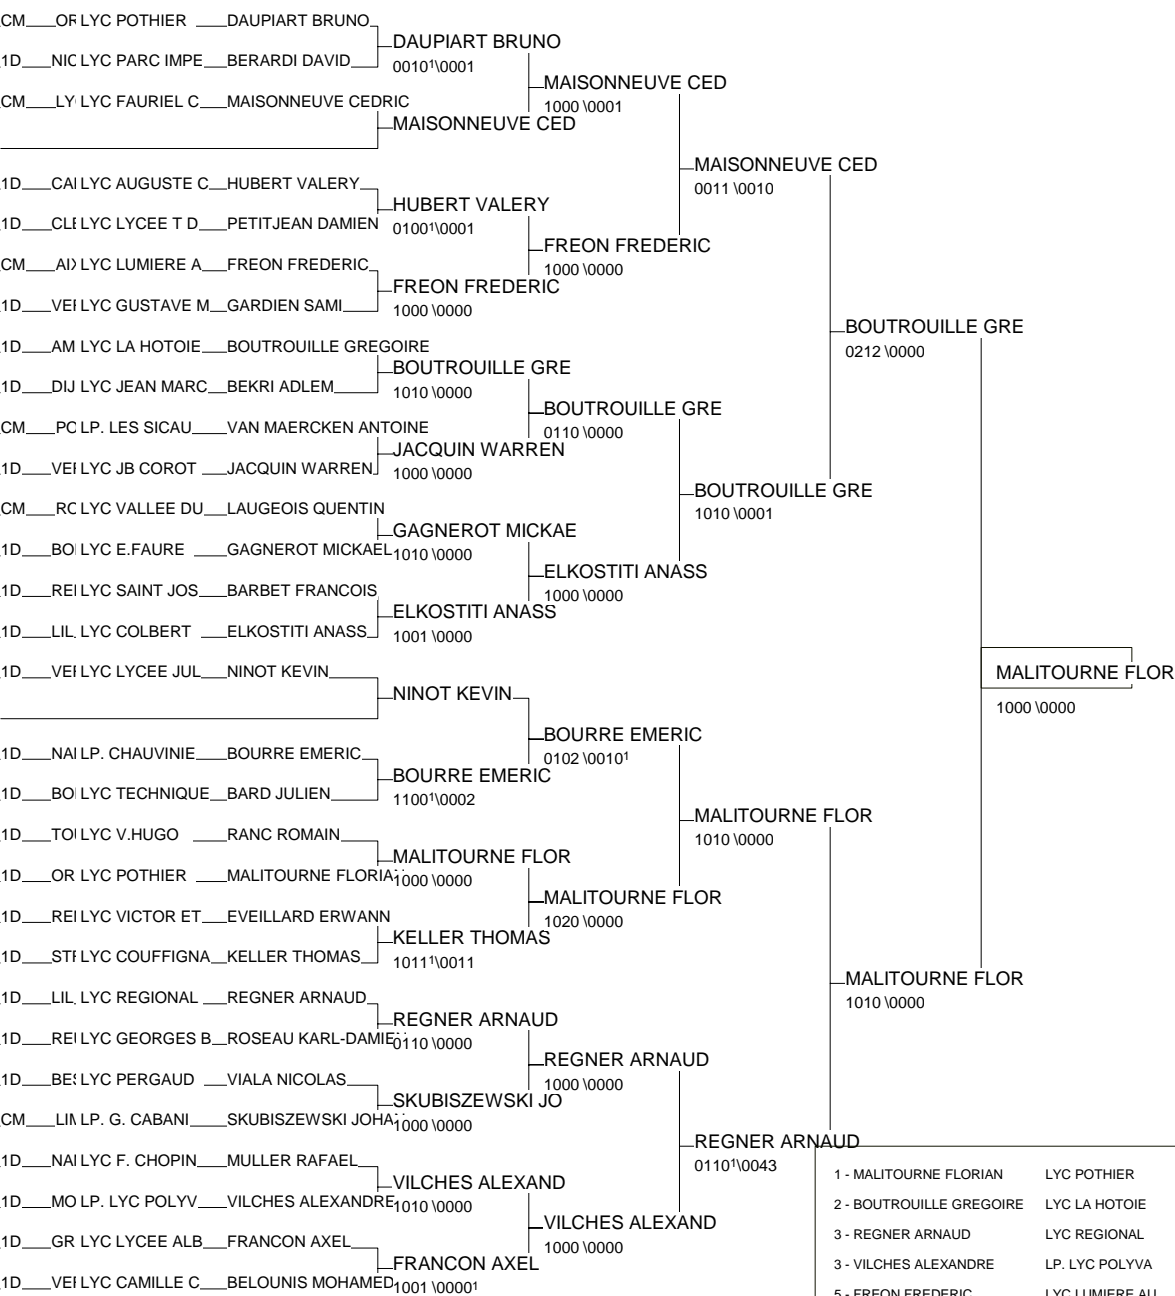 CM OR LYC POTHIER DAUPIART BRUNO
DAUPIART BRUNO
1D NIC LYC PARC IMPE BERARDI DAVID
0010¹\0001
MAISONNEUVE CED
CM LY LYC FAURIEL C MAISONNEUVE CEDRIC
1000 \0001
MAISONNEUVE CED
MAISONNEUVE CED
0011 \0010
1D CAI LYC AUGUSTE C HUBERT VALERY
HUBERT VALERY
1D CLE LYC LYCEE T D PETITJEAN DAMIEN
01001¹\0001
FREON FREDERIC
1000 \0000
CM AIX LYC LUMIERE A FREON FREDERIC
FREON FREDERIC
1D VEI LYC GUSTAVE M GARDIEN SAMI
1000 \0000
BOUTROUILLE GRE
0212 \0000
1D AM LYC LA HOTOIE BOUTROUILLE GREGOIRE
BOUTROUILLE GRE
1D DIJ LYC JEAN MARC BEKRI ADLEM
1010 \0000
BOUTROUILLE GRE
0110 \0000
CM PO LP. LES SICAU VAN MAERCKEN ANTOINE
JACQUIN WARREN
1D VEI LYC JB COROT JACQUIN WARREN
1000 \0000
BOUTROUILLE GRE
1010 \0001
CM RO LYC VALLEE DU LAUGEOIS QUENTIN
GAGNEROT MICKAE
1D BO LYC E.FAURE GAGNEROT MICKAEL
1010 \0000
ELKOSTITI ANASS
1000 \0000
1D REI LYC SAINT JOS BARBET FRANCOIS
ELKOSTITI ANASS
1D LIL LYC COLBERT ELKOSTITI ANASS
1001 \0000
1D VEI LYC LYCEE JUL NINOT KEVIN
MALITOURNE FLOR
NINOT KEVIN
1000 \0000
BOURRE EMERIC
1D NAI LP. CHAUVINIE BOURRE EMERIC
0102 \0010¹
BOURRE EMERIC
1D BO LYC TECHNIQUE BARD JULIEN
1100¹\0002
MALITOURNE FLOR
1D TO LYC V.HUGO RANC ROMAIN
1010 \0000
MALITOURNE FLOR
1D OR LYC POTHIER MALITOURNE FLORIAN
1000 \0000
MALITOURNE FLOR
1D REI LYC VICTOR ET EVEILLARD ERWANN
1020 \0000
KELLER THOMAS
1D STI LYC COUFFIGNA KELLER THOMAS
1011¹\0011
MALITOURNE FLOR
1D LIL LYC REGIONAL REGNER ARNAUD
1010 \0000
REGNER ARNAUD
1D REI LYC GEORGES B ROSEAU KARL-DAMIEN
0110 \0000
REGNER ARNAUD
1D BES LYC PERGAUD VIALA NICOLAS
1000 \0000
SKUBISZEWSKI JO
CM LIM LP. G. CABANI SKUBISZEWSKI JOHAN
1000 \0000
REGNER ARNAUD
1D NAI LYC F. CHOPIN MULLER RAFAEL
0110¹\0043
VILCHES ALEXAND
1D MO LP. LYC POLYV VILCHES ALEXANDRE
1010 \0000
VILCHES ALEXAND
1D GR LYC LYCEE ALB FRANCON AXEL
1000 \0000
FRANCON AXEL
1D VEI LYC CAMILLE C BELOUNIS MOHAMED
1001 \0000¹
1 - MALITOURNE FLORIAN LYC POTHIER
2 - BOUTROUILLE GREGOIRE LYC LA HOTOIE
3 - REGNER ARNAUD LYC REGIONAL
3 - VILCHES ALEXANDRE LP. LYC POLYVA
5 - FREON FREDERIC LYC LUMIERE AU